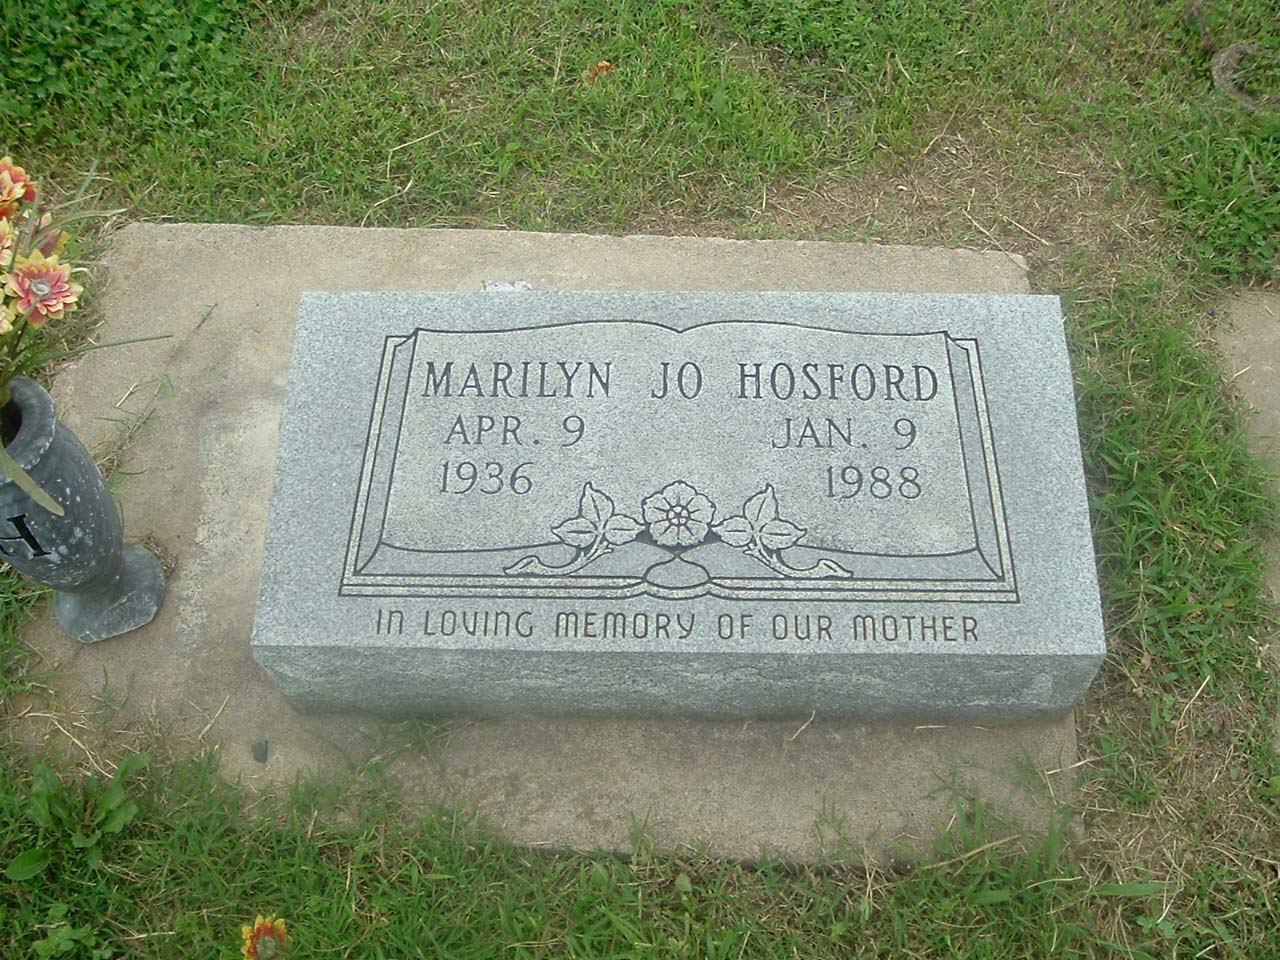 MARILYN JO HOSFORD
APR. 9 JAN. 9
1936 1988
IN LOVING MEMORY OF OUR MOTHER
H